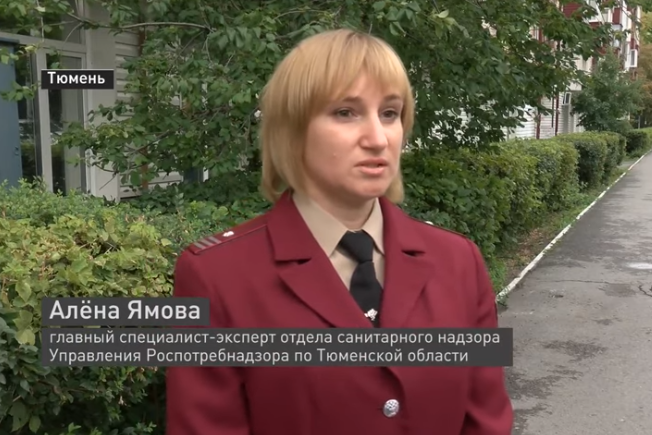 Тюмень
Алёна Ямова
главный специалист-эксперт отдела санитарного надзора
Управления Роспотребнадзора по Тюменской области